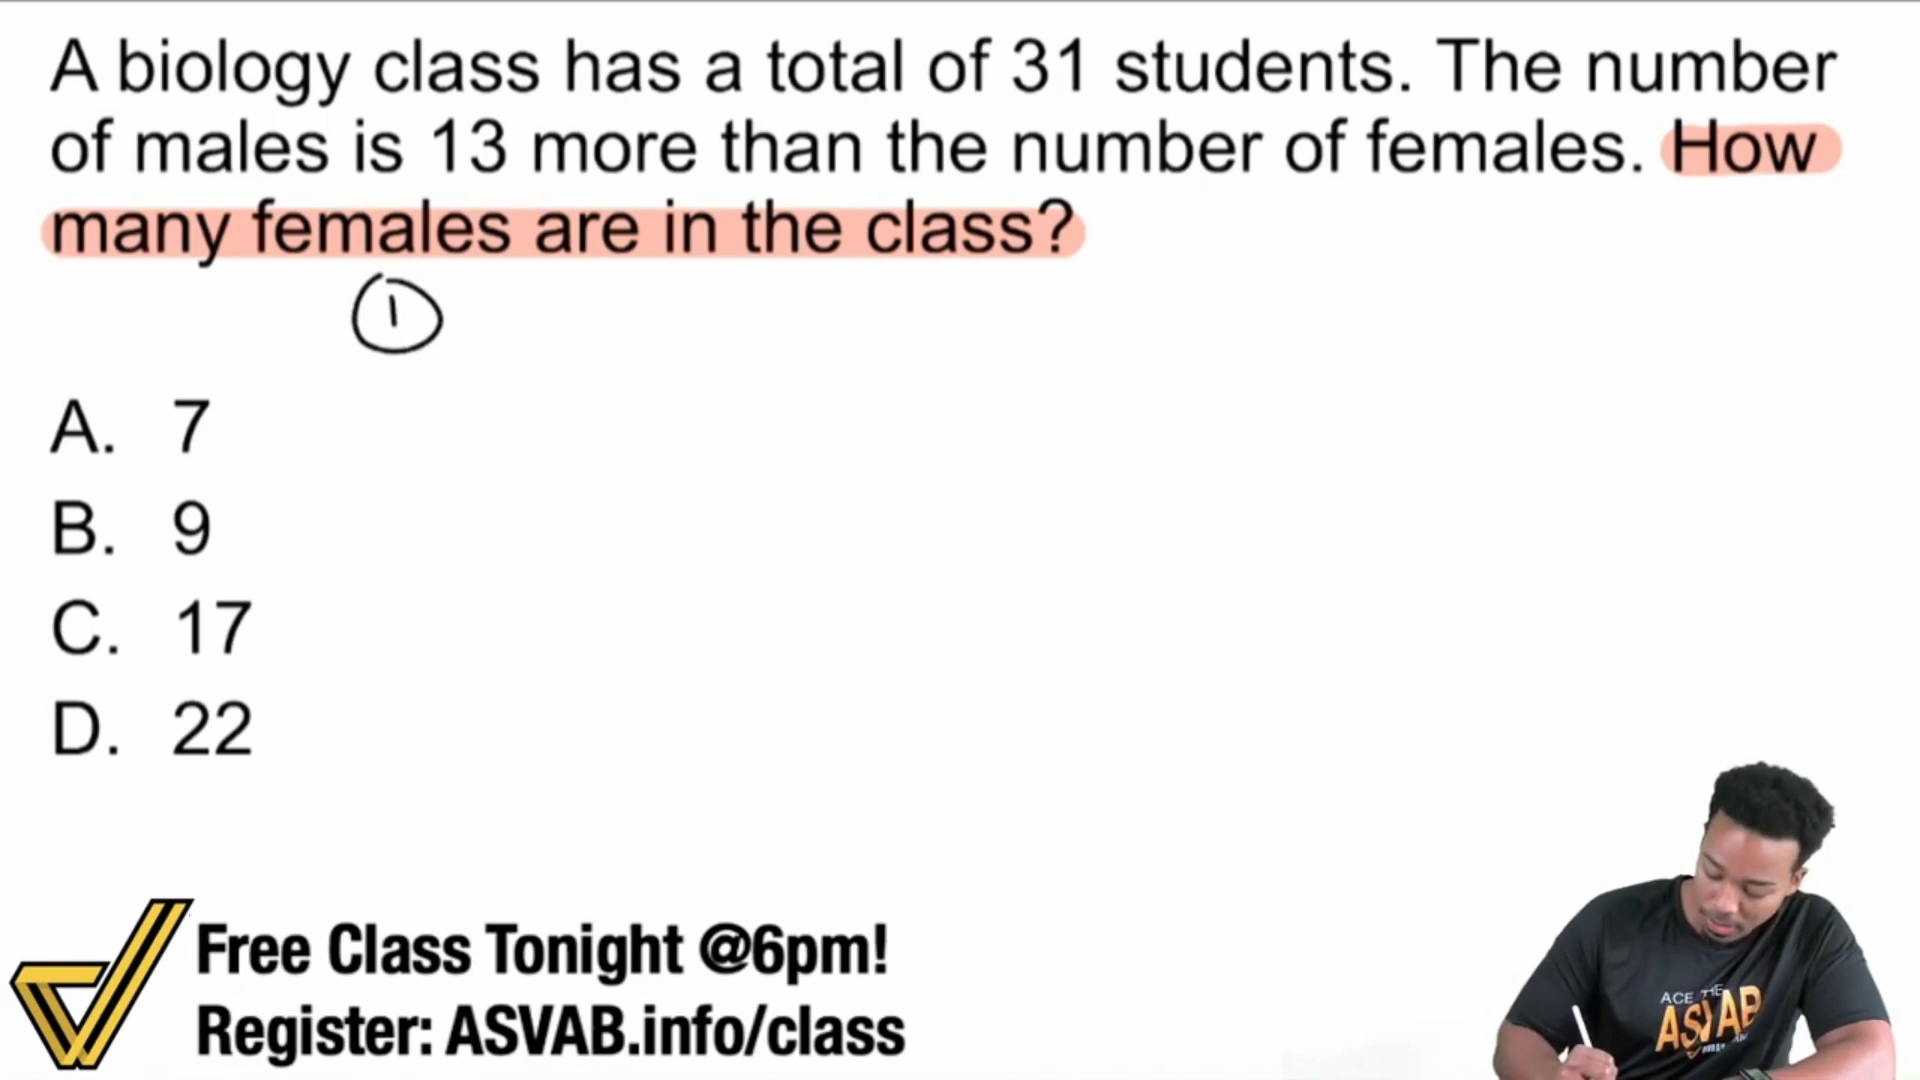 A biology class has a total of 31 students. The number
of males is 13 more than the number of females. How
many females are in the class?
1
A. 7
B. 9
C. 17
D. 22
Free Class Tonight @6pm!
Register: ASVAB.info/class
ACE THE
ASVAB